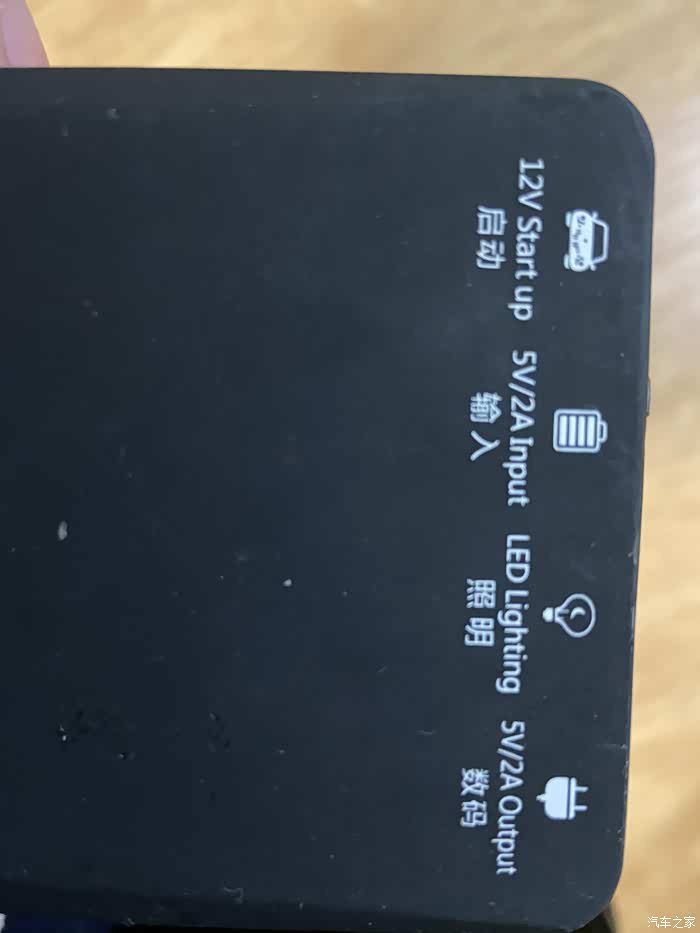 12V Start up
启动
5V/2A Input
输入
LED Lighting
照明
5V/2A Output
数码
汽车之家